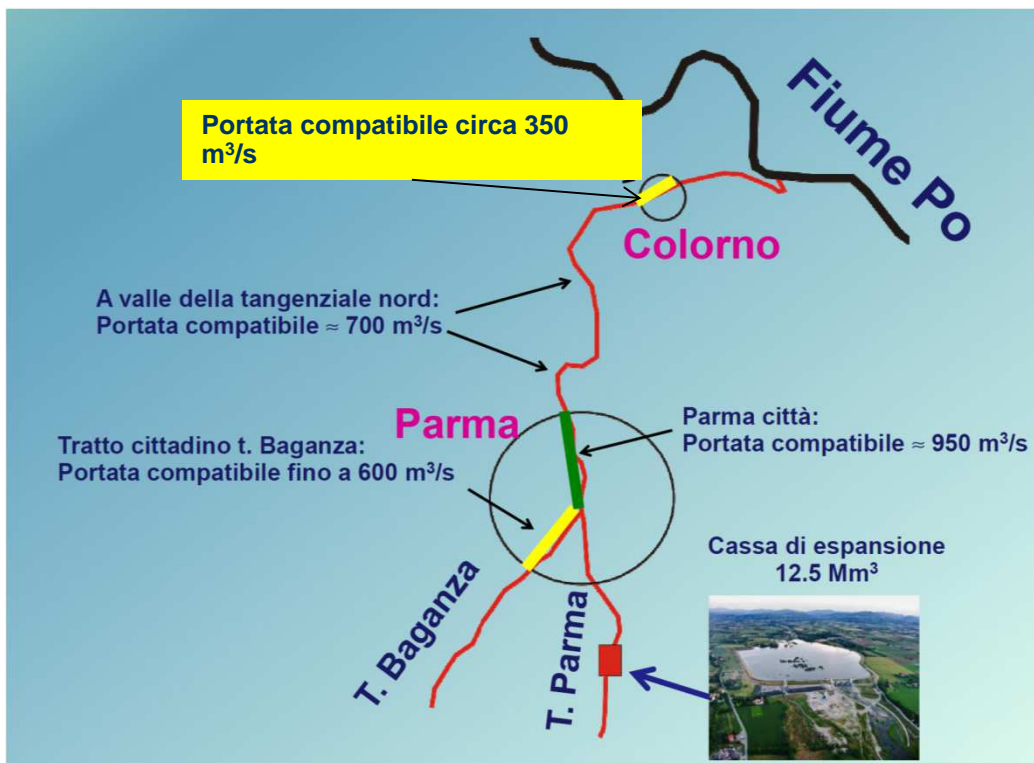 Portata compatibile circa 350
m³/s
Fiume Po
Colorno
A valle della tangenziale nord:
Portata compatibile ≈ 700 m³/s
Parma
Parma città:
Portata compatibile ≈ 950 m³/s
Tratto cittadino t. Baganza:
Portata compatibile fino a 600 m³/s
Cassa di espansione
12.5 Mm³
T. Baganza
T. Parma